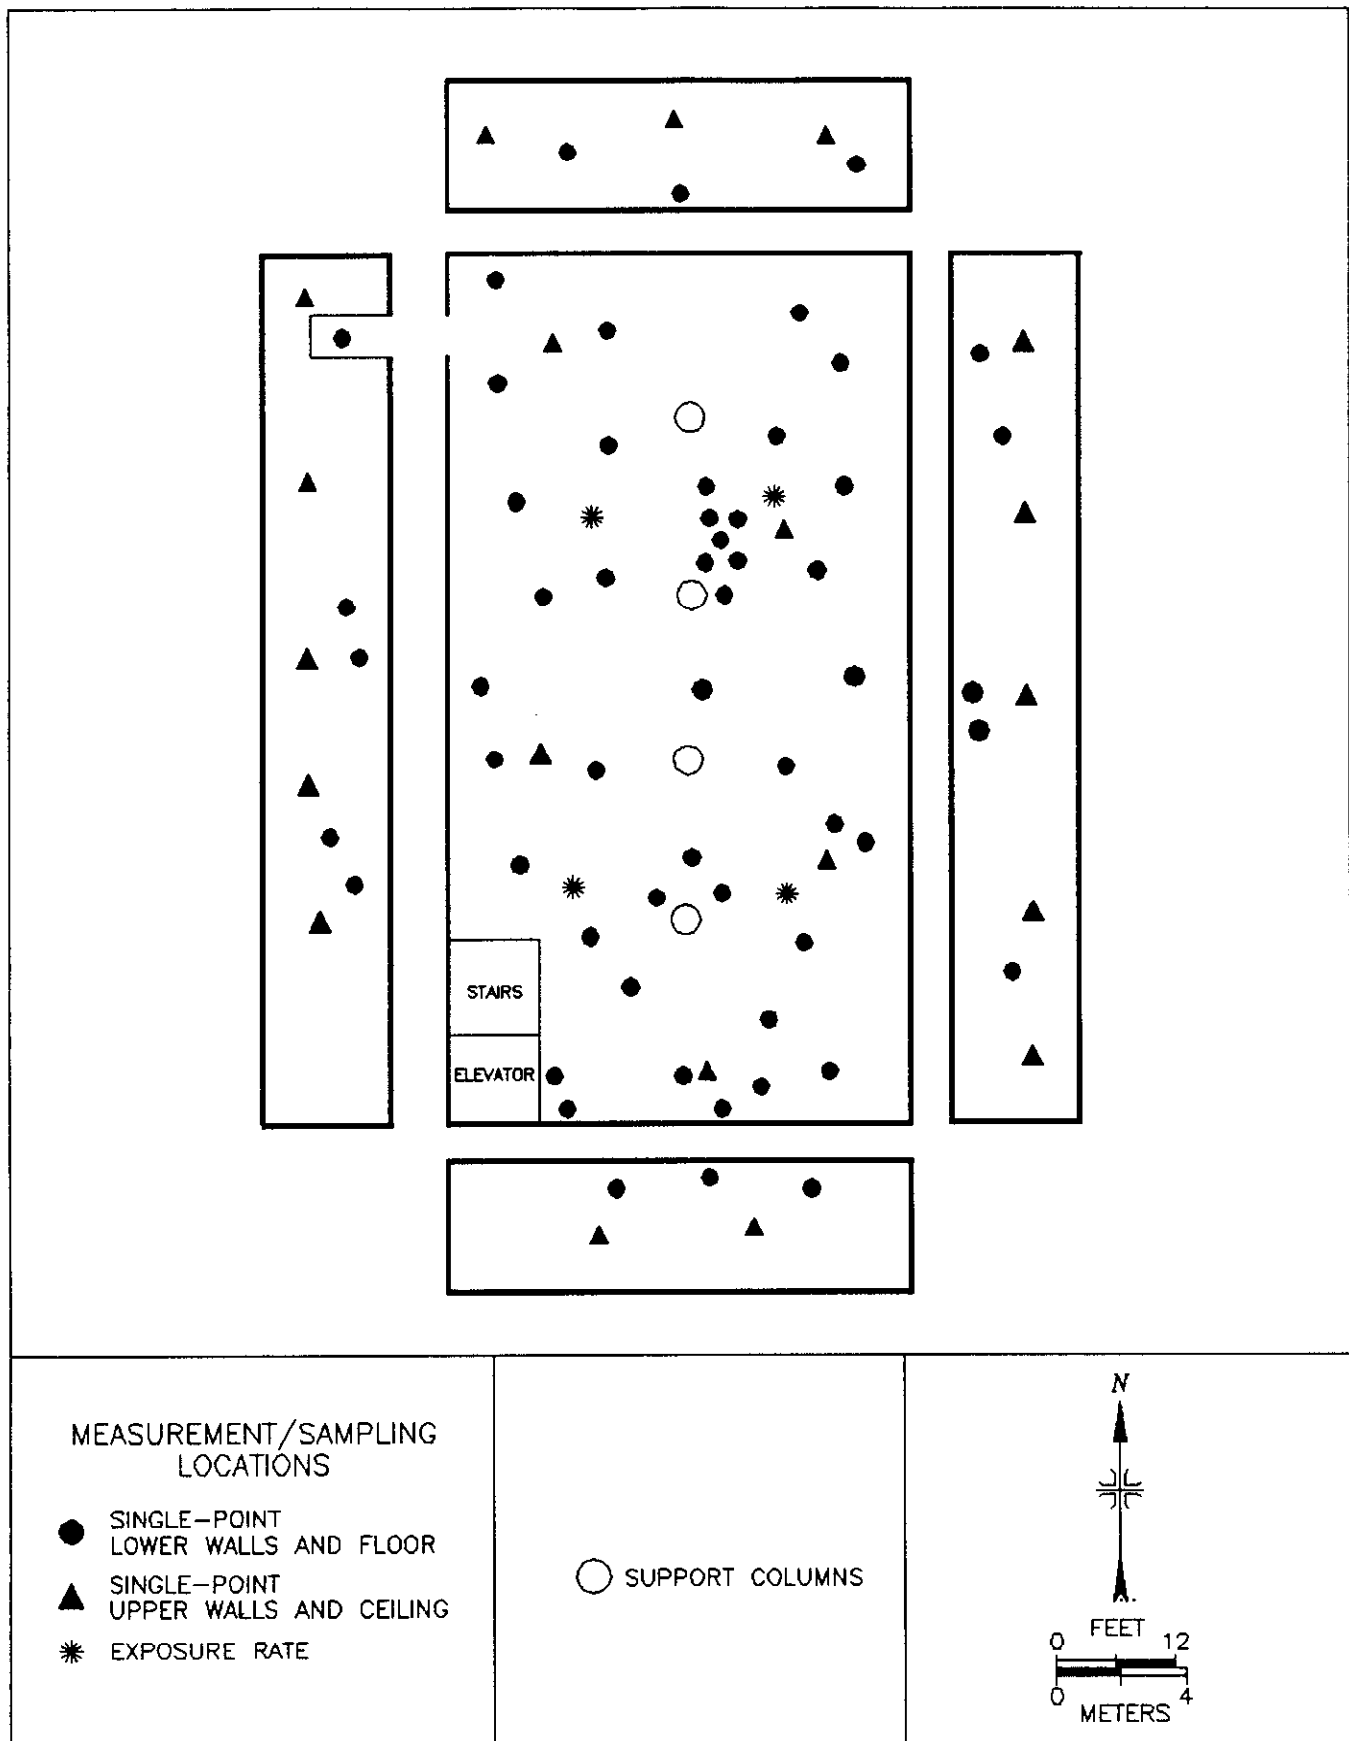 STAIRS
ELEVATOR
MEASUREMENT/SAMPLING
LOCATIONS
SINGLE-POINT
LOWER WALLS AND FLOOR
SINGLE-POINT
UPPER WALLS AND CEILING
EXPOSURE RATE
SUPPORT COLUMNS
N
FEET
0 12
0 4
METERS